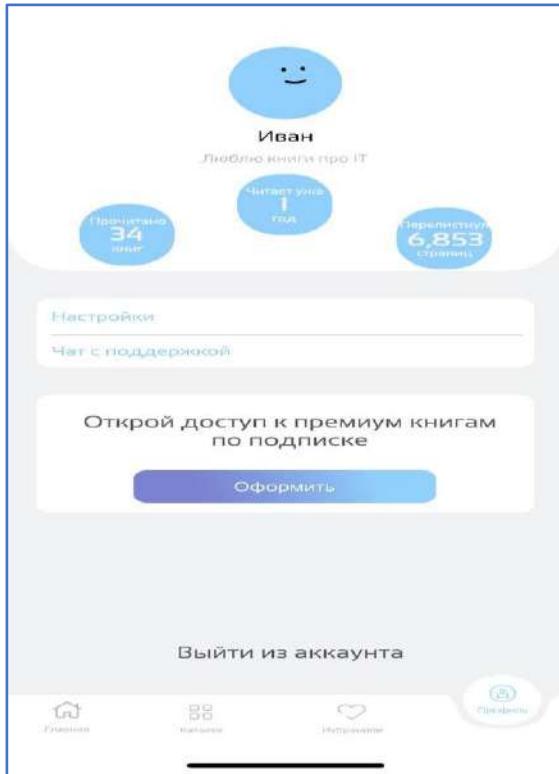 Иван
Люблю книги про IT
Читает уже
1
год
Прочитано
34
книг
Перелистнул
6,853
страниц
Настройки
Чат с поддержкой
Открой доступ к премиум книгам
по подписке
Оформить
Выйти из аккаунта
Главная
Каталог
Избранное
Профиль